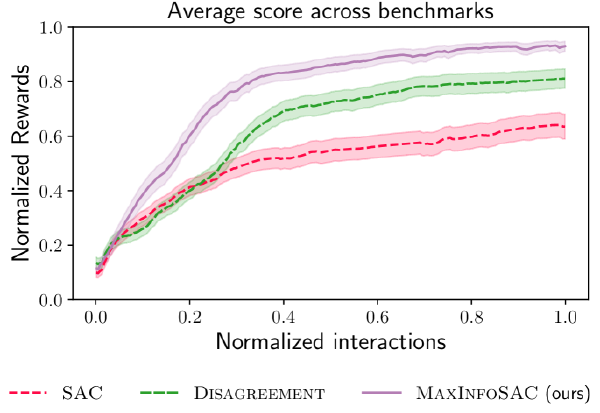 Average score across benchmarks
Normalized Rewards
1.0
0.8
0.6
0.4
0.2
0.0
0.0 0.2 0.4 0.6 0.8 1.0
Normalized interactions
SAC DISAGREEMENT MAXINFOSAC (ours)